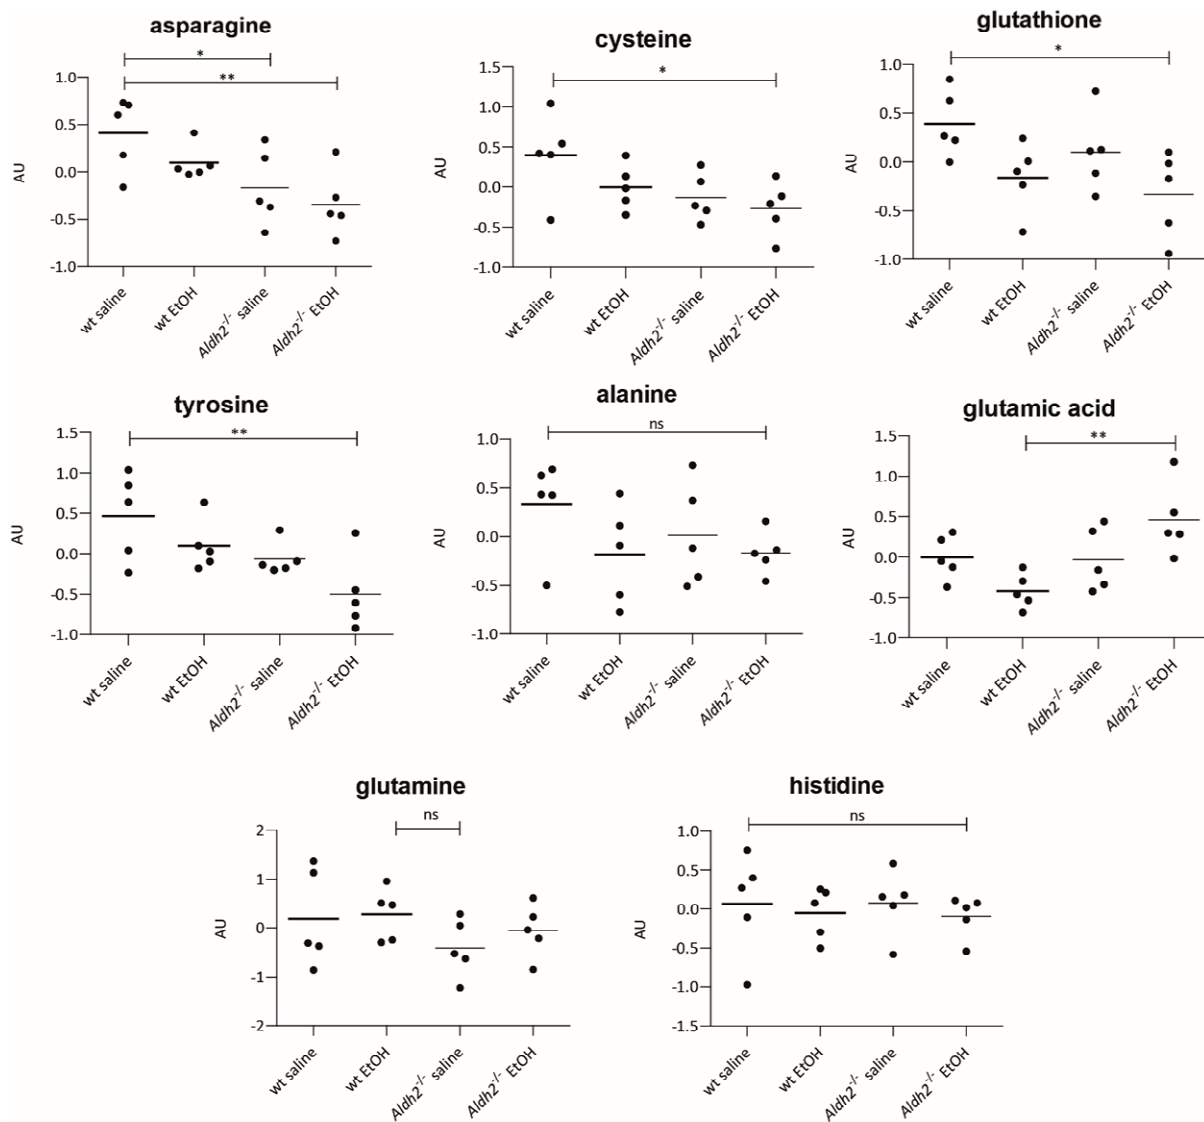 asparagine
*
**
1.0
0.5
0.0
-0.5
-1.0
AU
wt saline
wt EtOH
Aldh2-/- saline
Aldh2-/- EtOH
cysteine
*
1.5
1.0
0.5
0.0
-0.5
-1.0
AU
wt saline
wt EtOH
Aldh2-/- saline
Aldh2-/- EtOH
glutathione
*
1.0
0.5
0.0
-0.5
-1.0
AU
wt saline
wt EtOH
Aldh2-/- saline
Aldh2-/- EtOH
tyrosine
**
1.5
1.0
0.5
0.0
-0.5
-1.0
AU
wt saline
wt EtOH
Aldh2-/- saline
Aldh2-/- EtOH
alanine
ns
1.0
0.5
0.0
-0.5
-1.0
AU
wt saline
wt EtOH
Aldh2-/- saline
Aldh2-/- EtOH
glutamic acid
**
1.5
1.0
0.5
0.0
-0.5
-1.0
AU
wt saline
wt EtOH
Aldh2-/- saline
Aldh2-/- EtOH
glutamine
ns
2
1
0
-1
-2
AU
wt saline
wt EtOH
Aldh2-/- saline
Aldh2-/- EtOH
histidine
ns
1.0
0.5
0.0
-0.5
-1.0
-1.5
AU
wt saline
wt EtOH
Aldh2-/- saline
Aldh2-/- EtOH